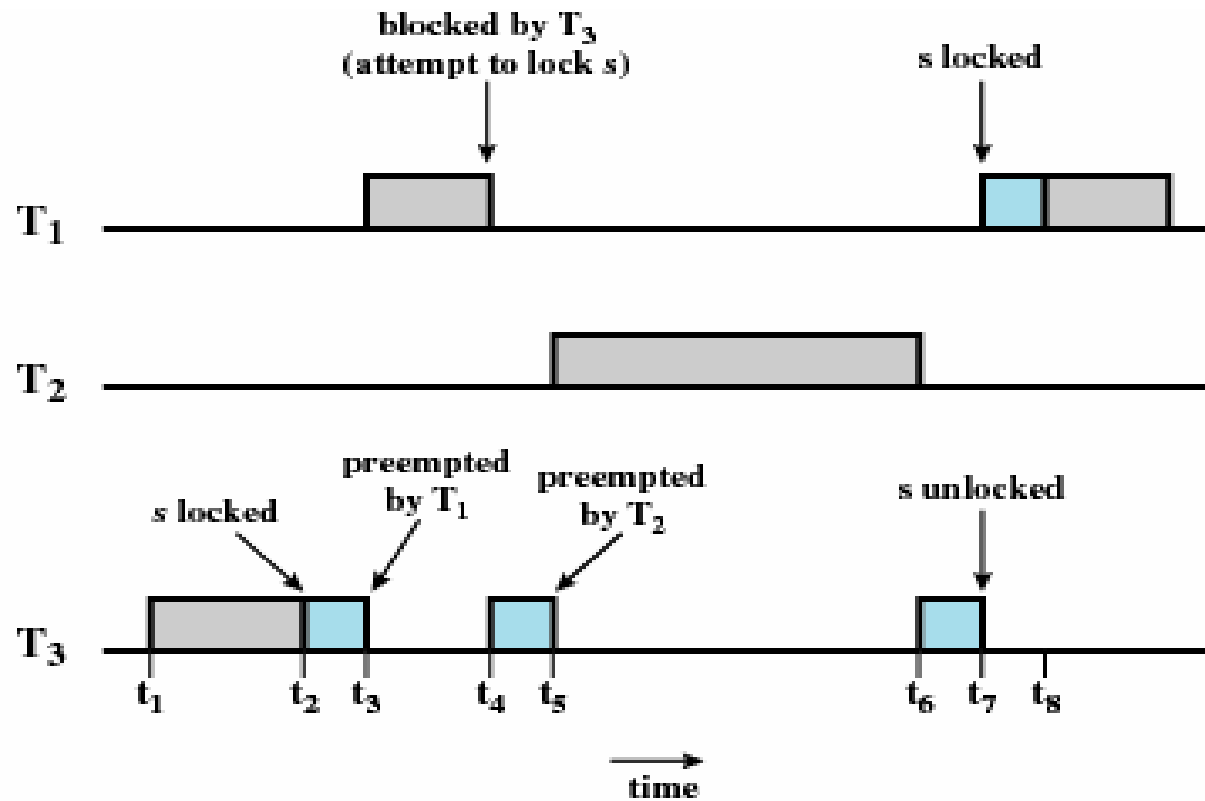 blocked by T₃
(attempt to lock s)
s locked
T₁
T₂
preempted
by T₁
preempted
by T₂
s locked
s unlocked
T₃
t₁ t₂ t₃ t₄ t₅ t₆ t₇ t₈
time